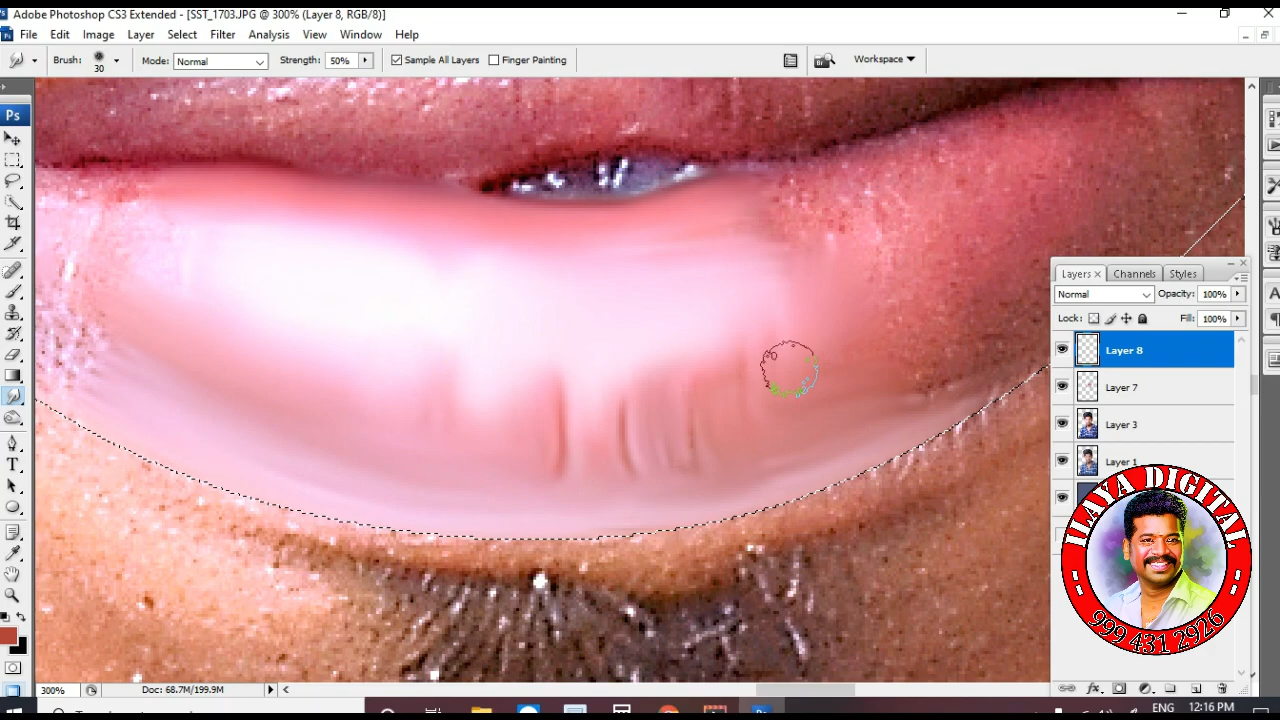 Adobe Photoshop CS3 Extended - [SST_1703.JPG @ 300% (Layer 8, RGB/8)]
Ps File Edit Image Layer Select Filter Analysis View Window Help
Brush: 30 Mode: Normal Strength: 50% Sample All Layers Finger Painting Workspace
Ps
T
Layers x Channels Styles
Normal Opacity: 100%
Lock: Fill: 100%
Layer 8
Layer 7
Layer 3
Layer 1
ILAYA DIGITAL
999 431 2926
300% Doc: 68.7M/199.9M
fx
ENG 12:16 PM